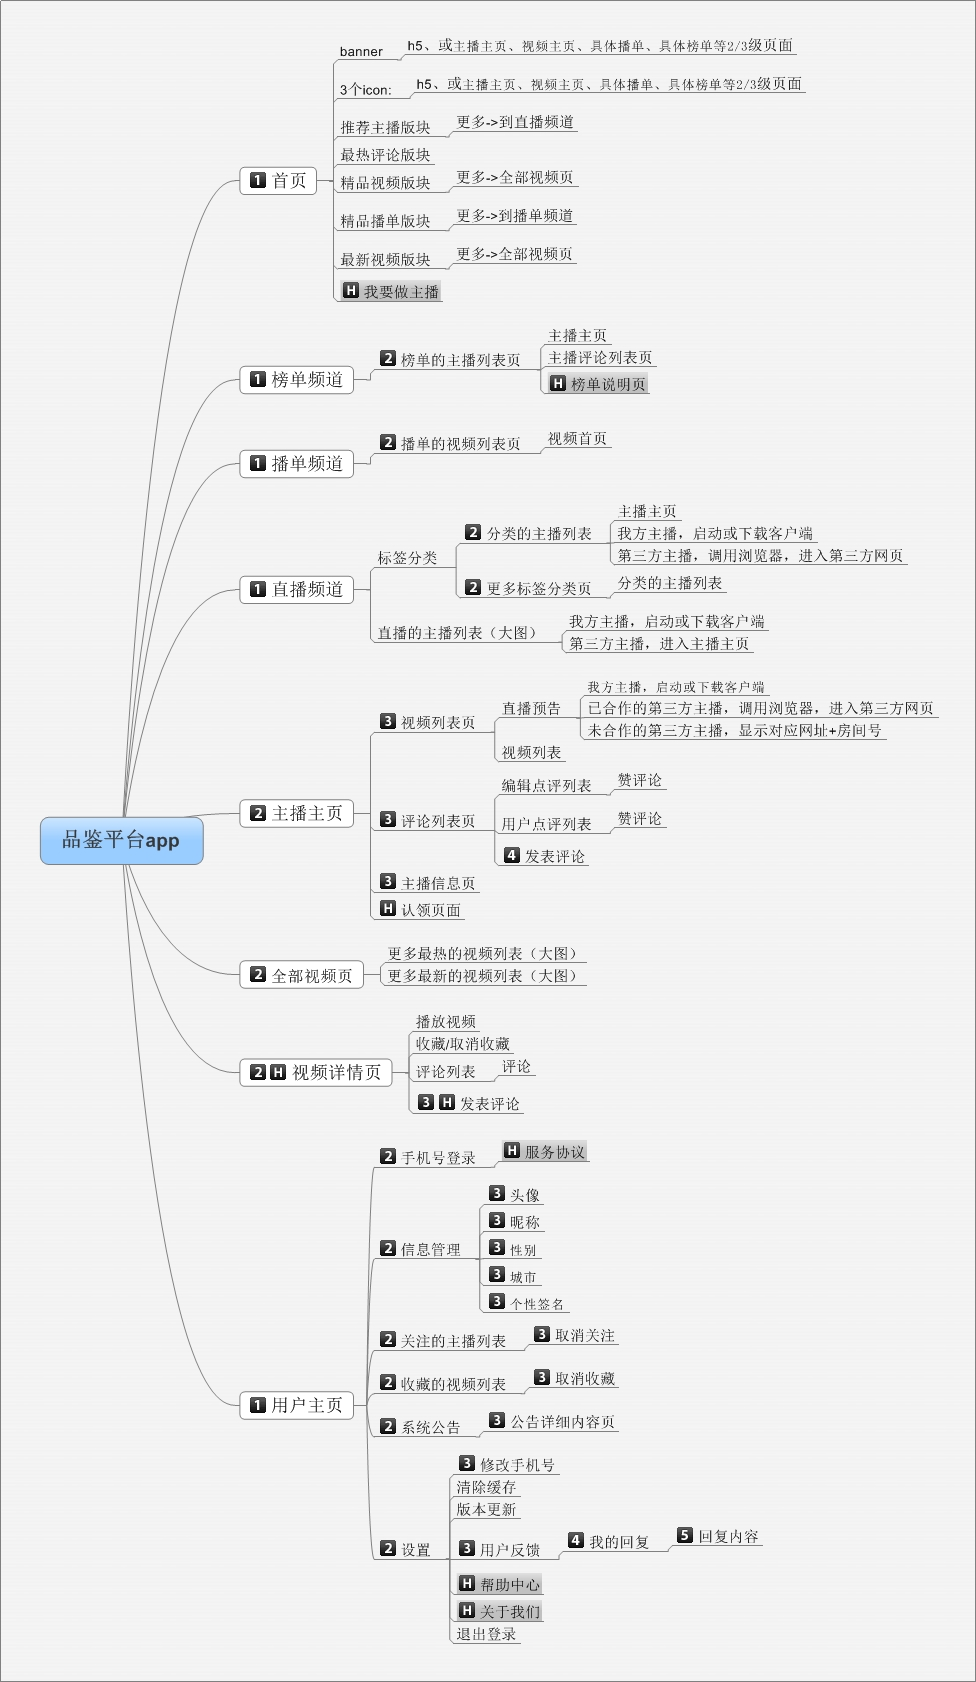 品鉴平台app
1 首页
banner
h5、或主播主页、视频主页、具体播单、具体榜单等2/3级页面
3个icon:
h5、或主播主页、视频主页、具体播单、具体榜单等2/3级页面
推荐主播版块
更多->到直播频道
最热评论版块
精品视频版块
更多->全部视频页
精品播单版块
更多->到播单频道
最新视频版块
更多->全部视频页
H 我要做主播
1 榜单频道
2 榜单的主播列表页
主播主页
主播评论列表页
H 榜单说明页
1 播单频道
2 播单的视频列表页
视频首页
1 直播频道
标签分类
2 分类的主播列表
主播主页
我方主播，启动或下载客户端
第三方主播，调用浏览器，进入第三方网页
2 更多标签分类页
分类的主播列表
直播的主播列表（大图）
我方主播，启动或下载客户端
第三方主播，进入主播主页
2 主播主页
3 视频列表页
直播预告
我方主播，启动或下载客户端
已合作的第三方主播，调用浏览器，进入第三方网页
未合作的第三方主播，显示对应网址+房间号
视频列表
3 评论列表页
编辑点评列表
赞评论
用户点评列表
赞评论
4 发表评论
3 主播信息页
H 认领页面
2 全部视频页
更多最热的视频列表（大图）
更多最新的视频列表（大图）
2 H 视频详情页
播放视频
收藏/取消收藏
评论列表
评论
3 H 发表评论
1 用户主页
2 手机号登录
H 服务协议
2 信息管理
3 头像
3 昵称
3 性别
3 城市
3 个性签名
2 关注的主播列表
3 取消关注
2 收藏的视频列表
3 取消收藏
2 系统公告
3 公告详细内容页
2 设置
3 修改手机号
清除缓存
版本更新
3 用户反馈
4 我的回复
5 回复内容
H 帮助中心
H 关于我们
退出登录